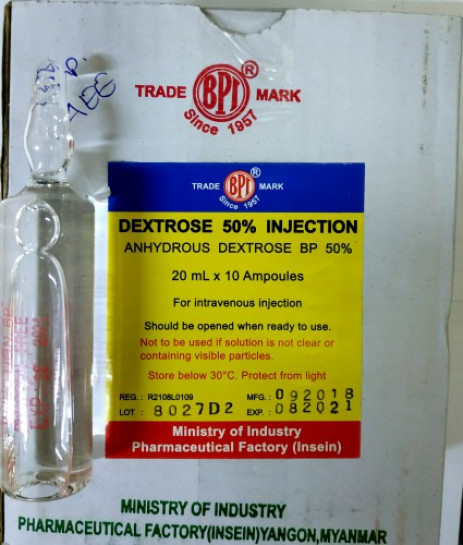 TRADE BPI ® MARK
Since 1957
TRADE BPI ® MARK
Since 1957
DEXTROSE 50% INJECTION
ANHYDROUS DEXTROSE BP 50%
20 mL x 10 Ampoules
For intravenous injection
Should be opened when ready to use.
Not to be used if solution is not clear or
containing visible particles.
Store below 30°C. Protect from light
REG. : R2108L0109 MFG. : 092018
LOT : 8027D2 EXP. : 082021
Ministry of Industry
Pharmaceutical Factory (Insein)
MINISTRY OF INDUSTRY
PHARMACEUTICAL FACTORY(INSEIN)YANGON,MYANMAR